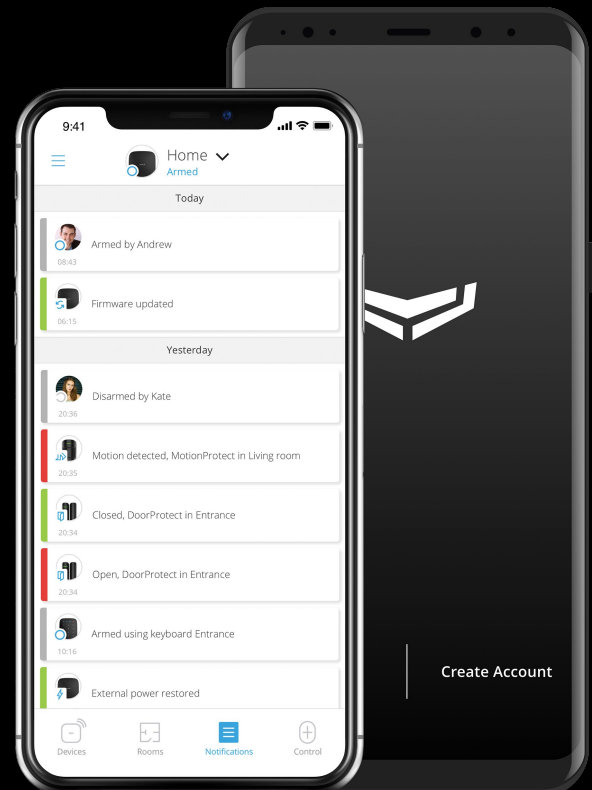 9:41
Home
Armed
Today
Armed by Andrew
08:43
Firmware updated
06:15
Yesterday
Disarmed by Kate
20:36
Motion detected, MotionProtect in Living room
20:35
Closed, DoorProtect in Entrance
20:34
Open, DoorProtect in Entrance
20:34
Armed using keyboard Entrance
10:16
External power restored
Devices
Rooms
Notifications
Control
Create Account